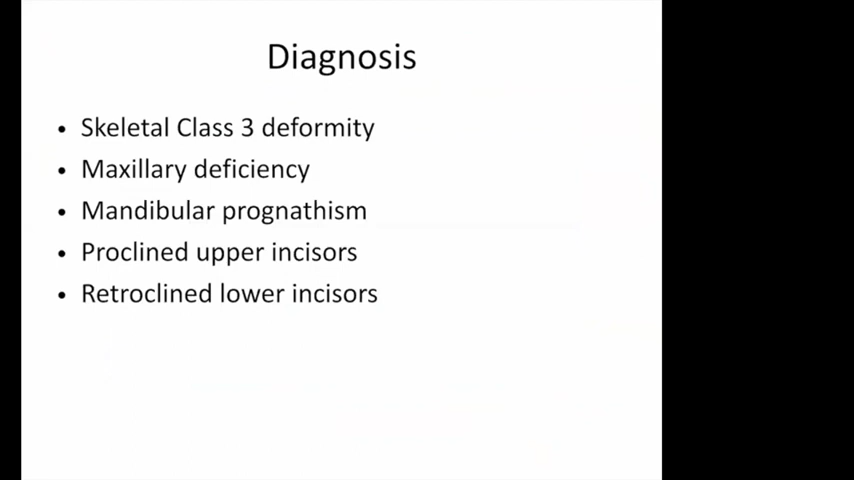 Diagnosis
• Skeletal Class 3 deformity
• Maxillary deficiency
• Mandibular prognathism
• Proclined upper incisors
• Retroclined lower incisors